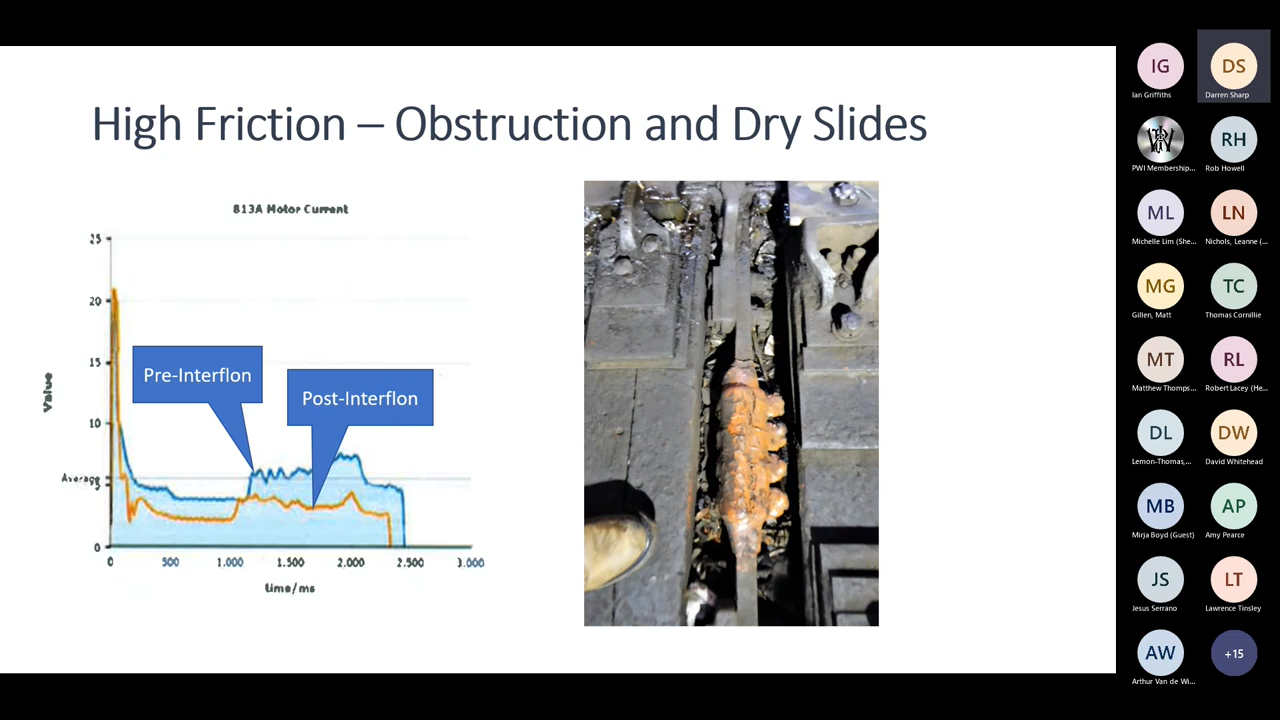 High Friction – Obstruction and Dry Slides
813A Motor Current
Value
20
15
10
Average
5
0
Pre-Interflon
Post-Interflon
0 500 1.000 1.500 2.000 2.500 3.000
time/ms
IG
Ian Griffiths
DS
Darren Sharp
PWI Membership...
RH
Rob Howell
ML
Michelle Lim (She...
LN
Nichols, Leanne (...
MG
Gillen, Matt
TC
Thomas Cornillie
MT
Matthew Thomps...
RL
Robert Lacey (He...
DL
Lemon-Thomas,...
DW
David Whitehead
MB
Mirja Boyd (Guest)
AP
Amy Pearce
JS
Jesus Serrano
LT
Lawrence Tinsley
AW
Arthur Van de Wi...
+15